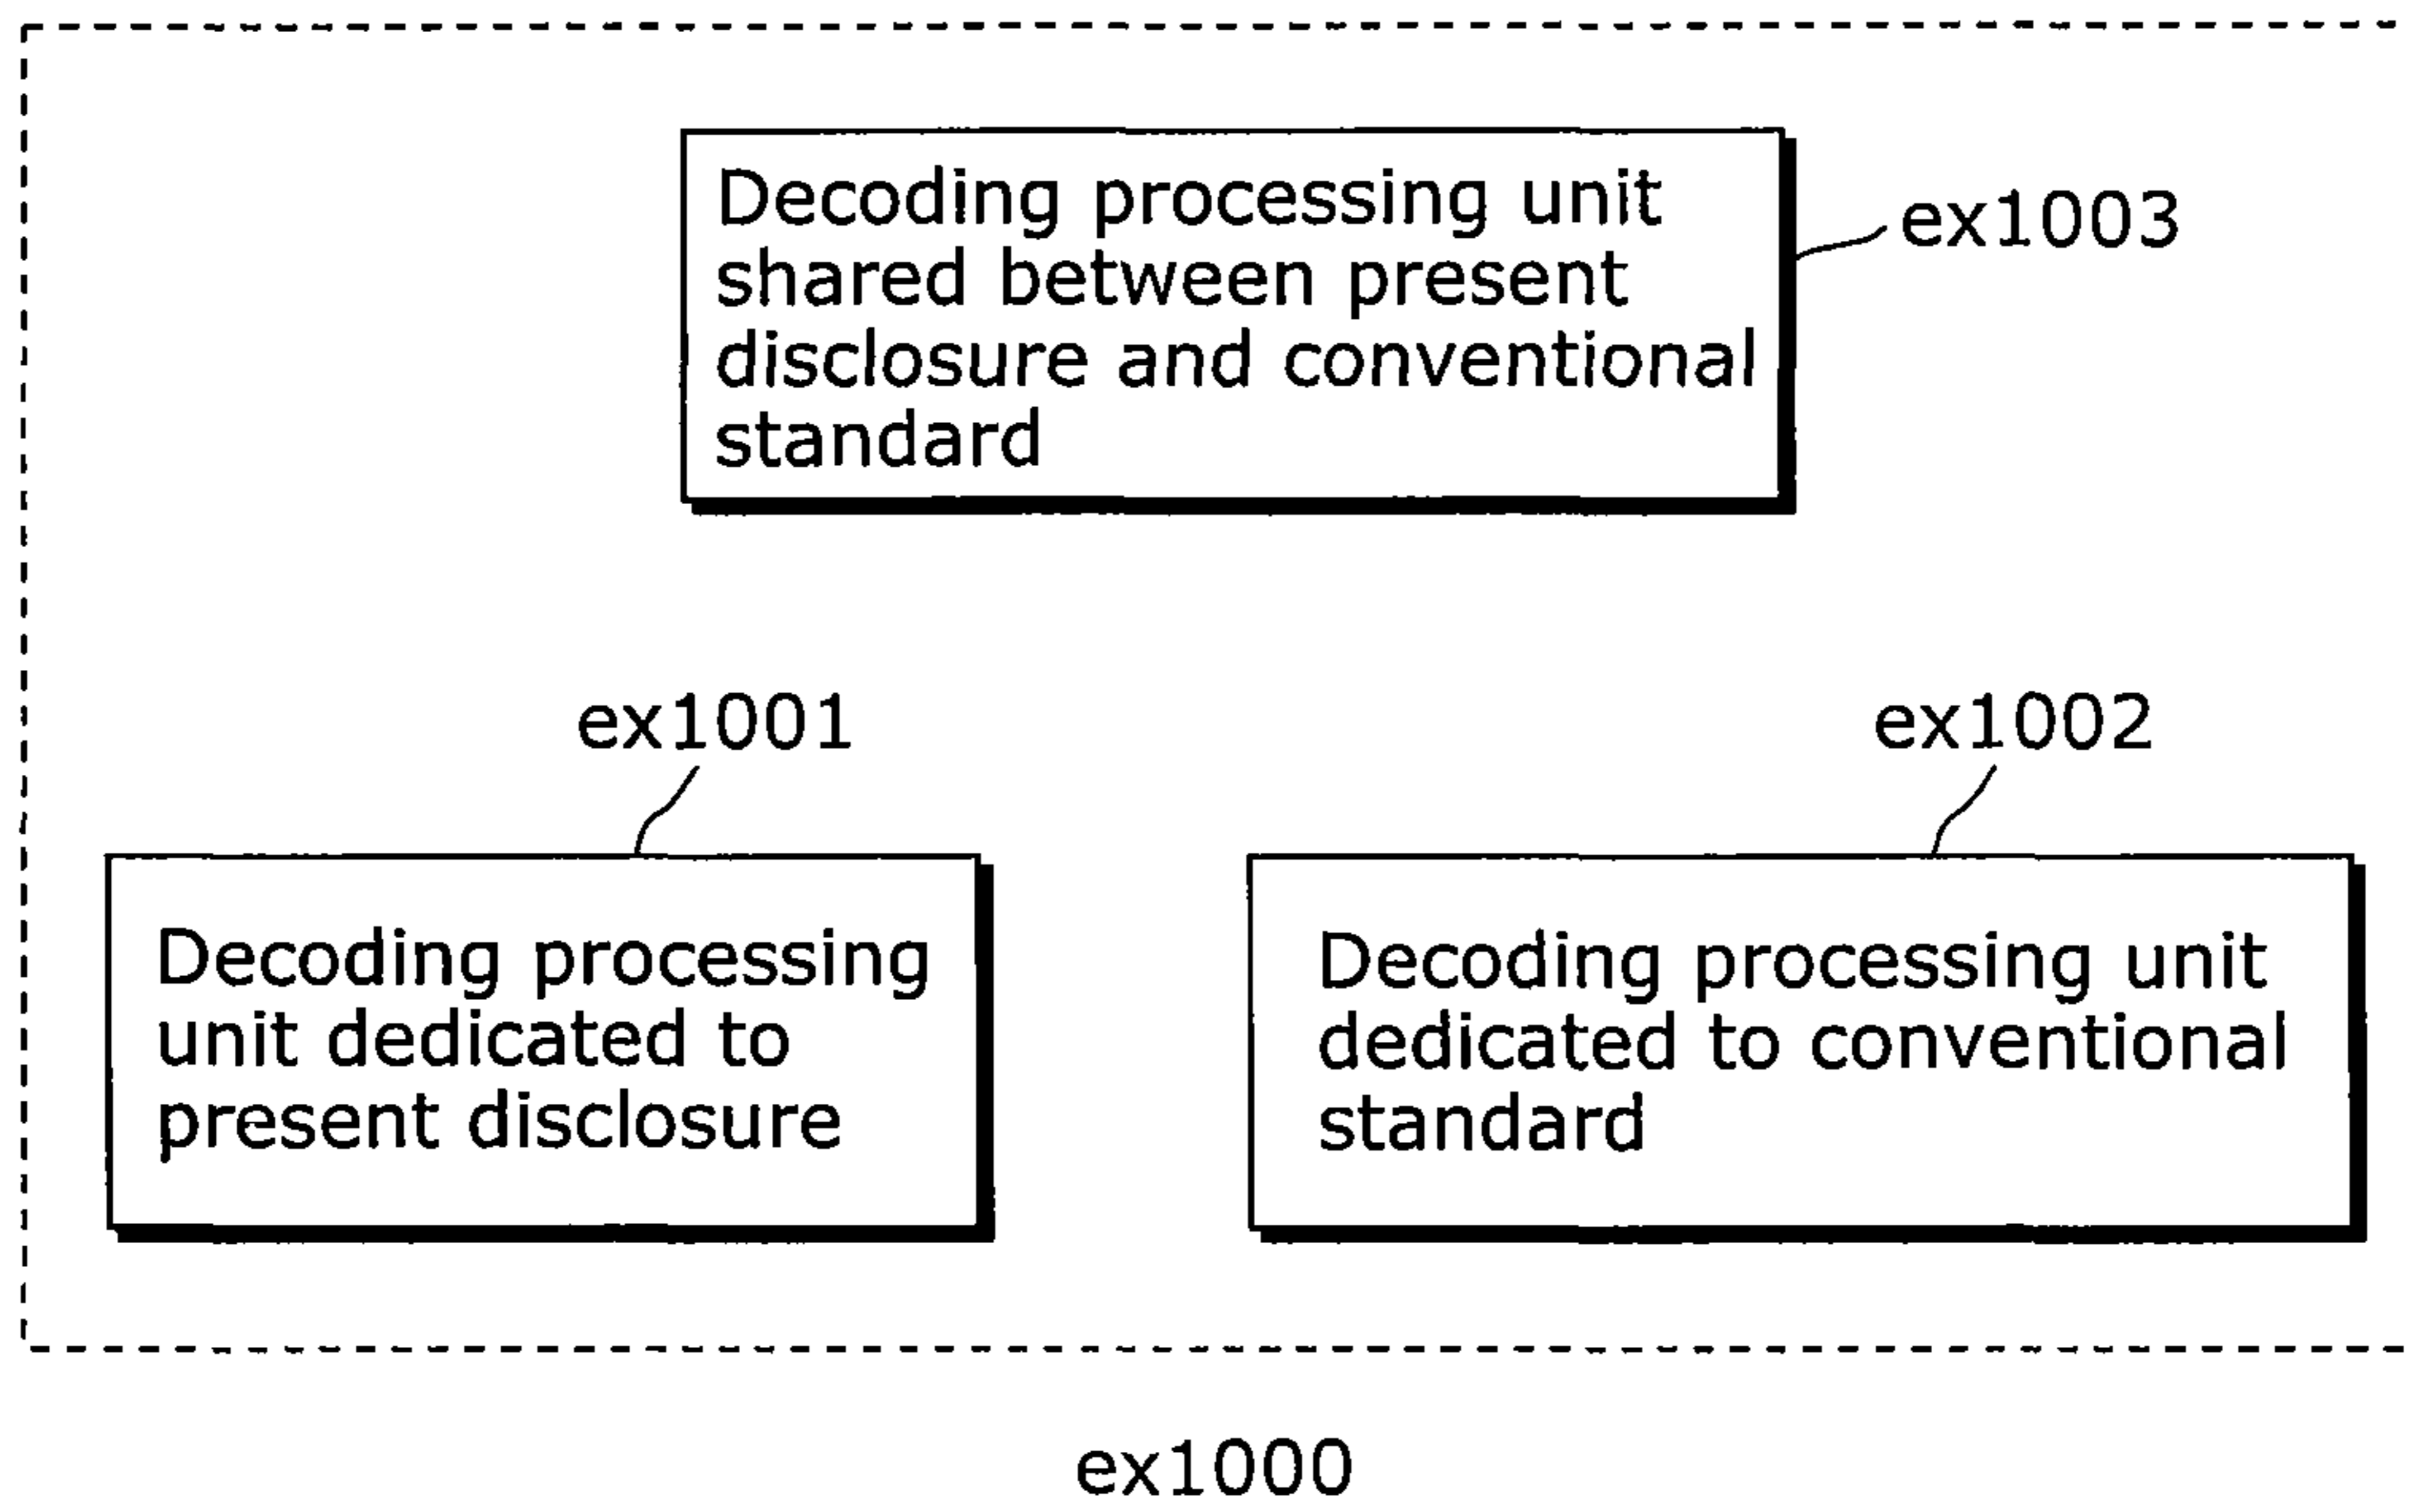 Decoding processing unit
shared between present
disclosure and conventional
standard
ex1003
ex1001
ex1002
Decoding processing
unit dedicated to
present disclosure
Decoding processing unit
dedicated to conventional
standard
ex1000